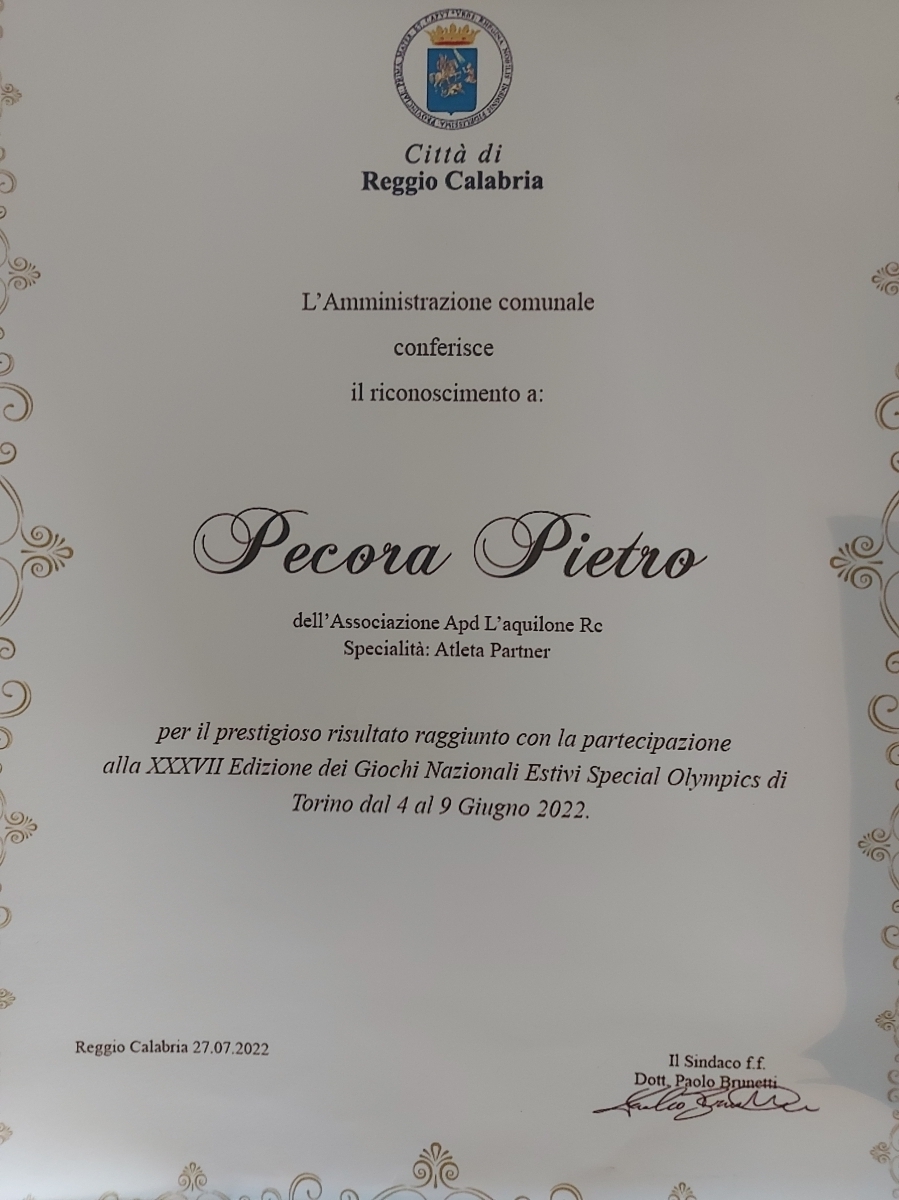 Città di
Reggio Calabria
L'Amministrazione comunale
conferisce
il riconoscimento a:
Pecora Pietro
dell'Associazione Apd L'aquilone Rc
Specialità: Atleta Partner
per il prestigioso risultato raggiunto con la partecipazione
alla XXXVII Edizione dei Giochi Nazionali Estivi Special Olympics di
Torino dal 4 al 9 Giugno 2022.
Reggio Calabria 27.07.2022
Il Sindaco f.f.
Dott. Paolo Brunetti